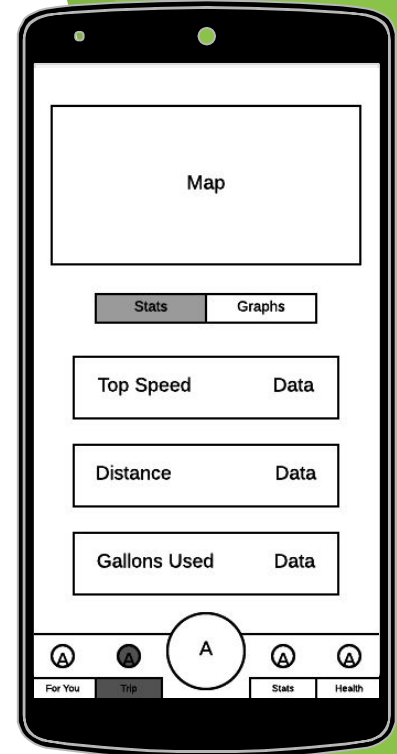 Map
Stats Graphs
Top Speed Data
Distance Data
Gallons Used Data
A A A A A
For You Trip Stats Health